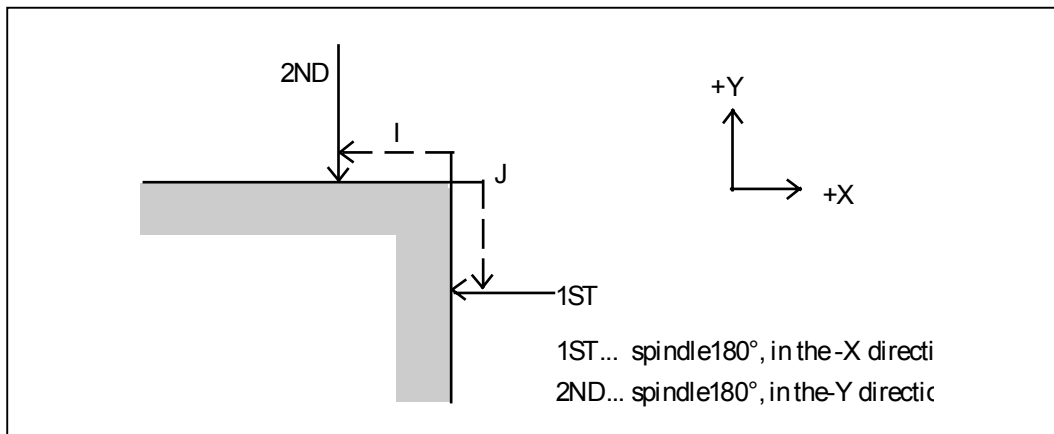 2ND
+Y
I
J
+X
1ST
1ST... spindle180°, in the -X directi
2ND... spindle180°, in the-Y directic